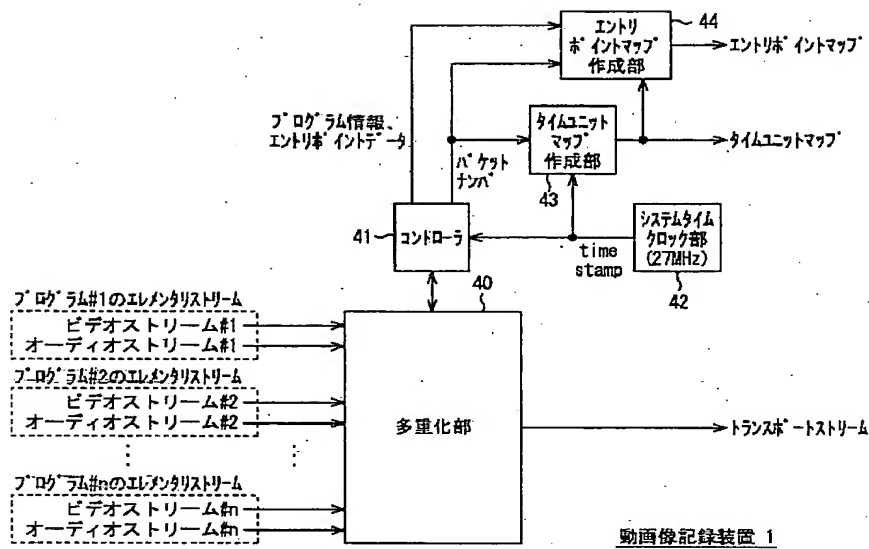 44
エントリ
ポイントマップ
作成部
エントリポイントマップ
プログラム情報、
エントリポイントデータ
パケット
ナンバ
タイムユニット
マップ
作成部
43
タイムユニットマップ
41
コントローラ
time
stamp
システムタイム
クロック部
(27MHz)
42
40
プログラム#1のエレメンタリストリーム
ビデオストリーム#1
オーディオストリーム#1
プログラム#2のエレメンタリストリーム
ビデオストリーム#2
オーディオストリーム#2
多重化部
トランスポートストリーム
プログラム#nのエレメンタリストリーム
ビデオストリーム#n
オーディオストリーム#n
動画像記録装置 1